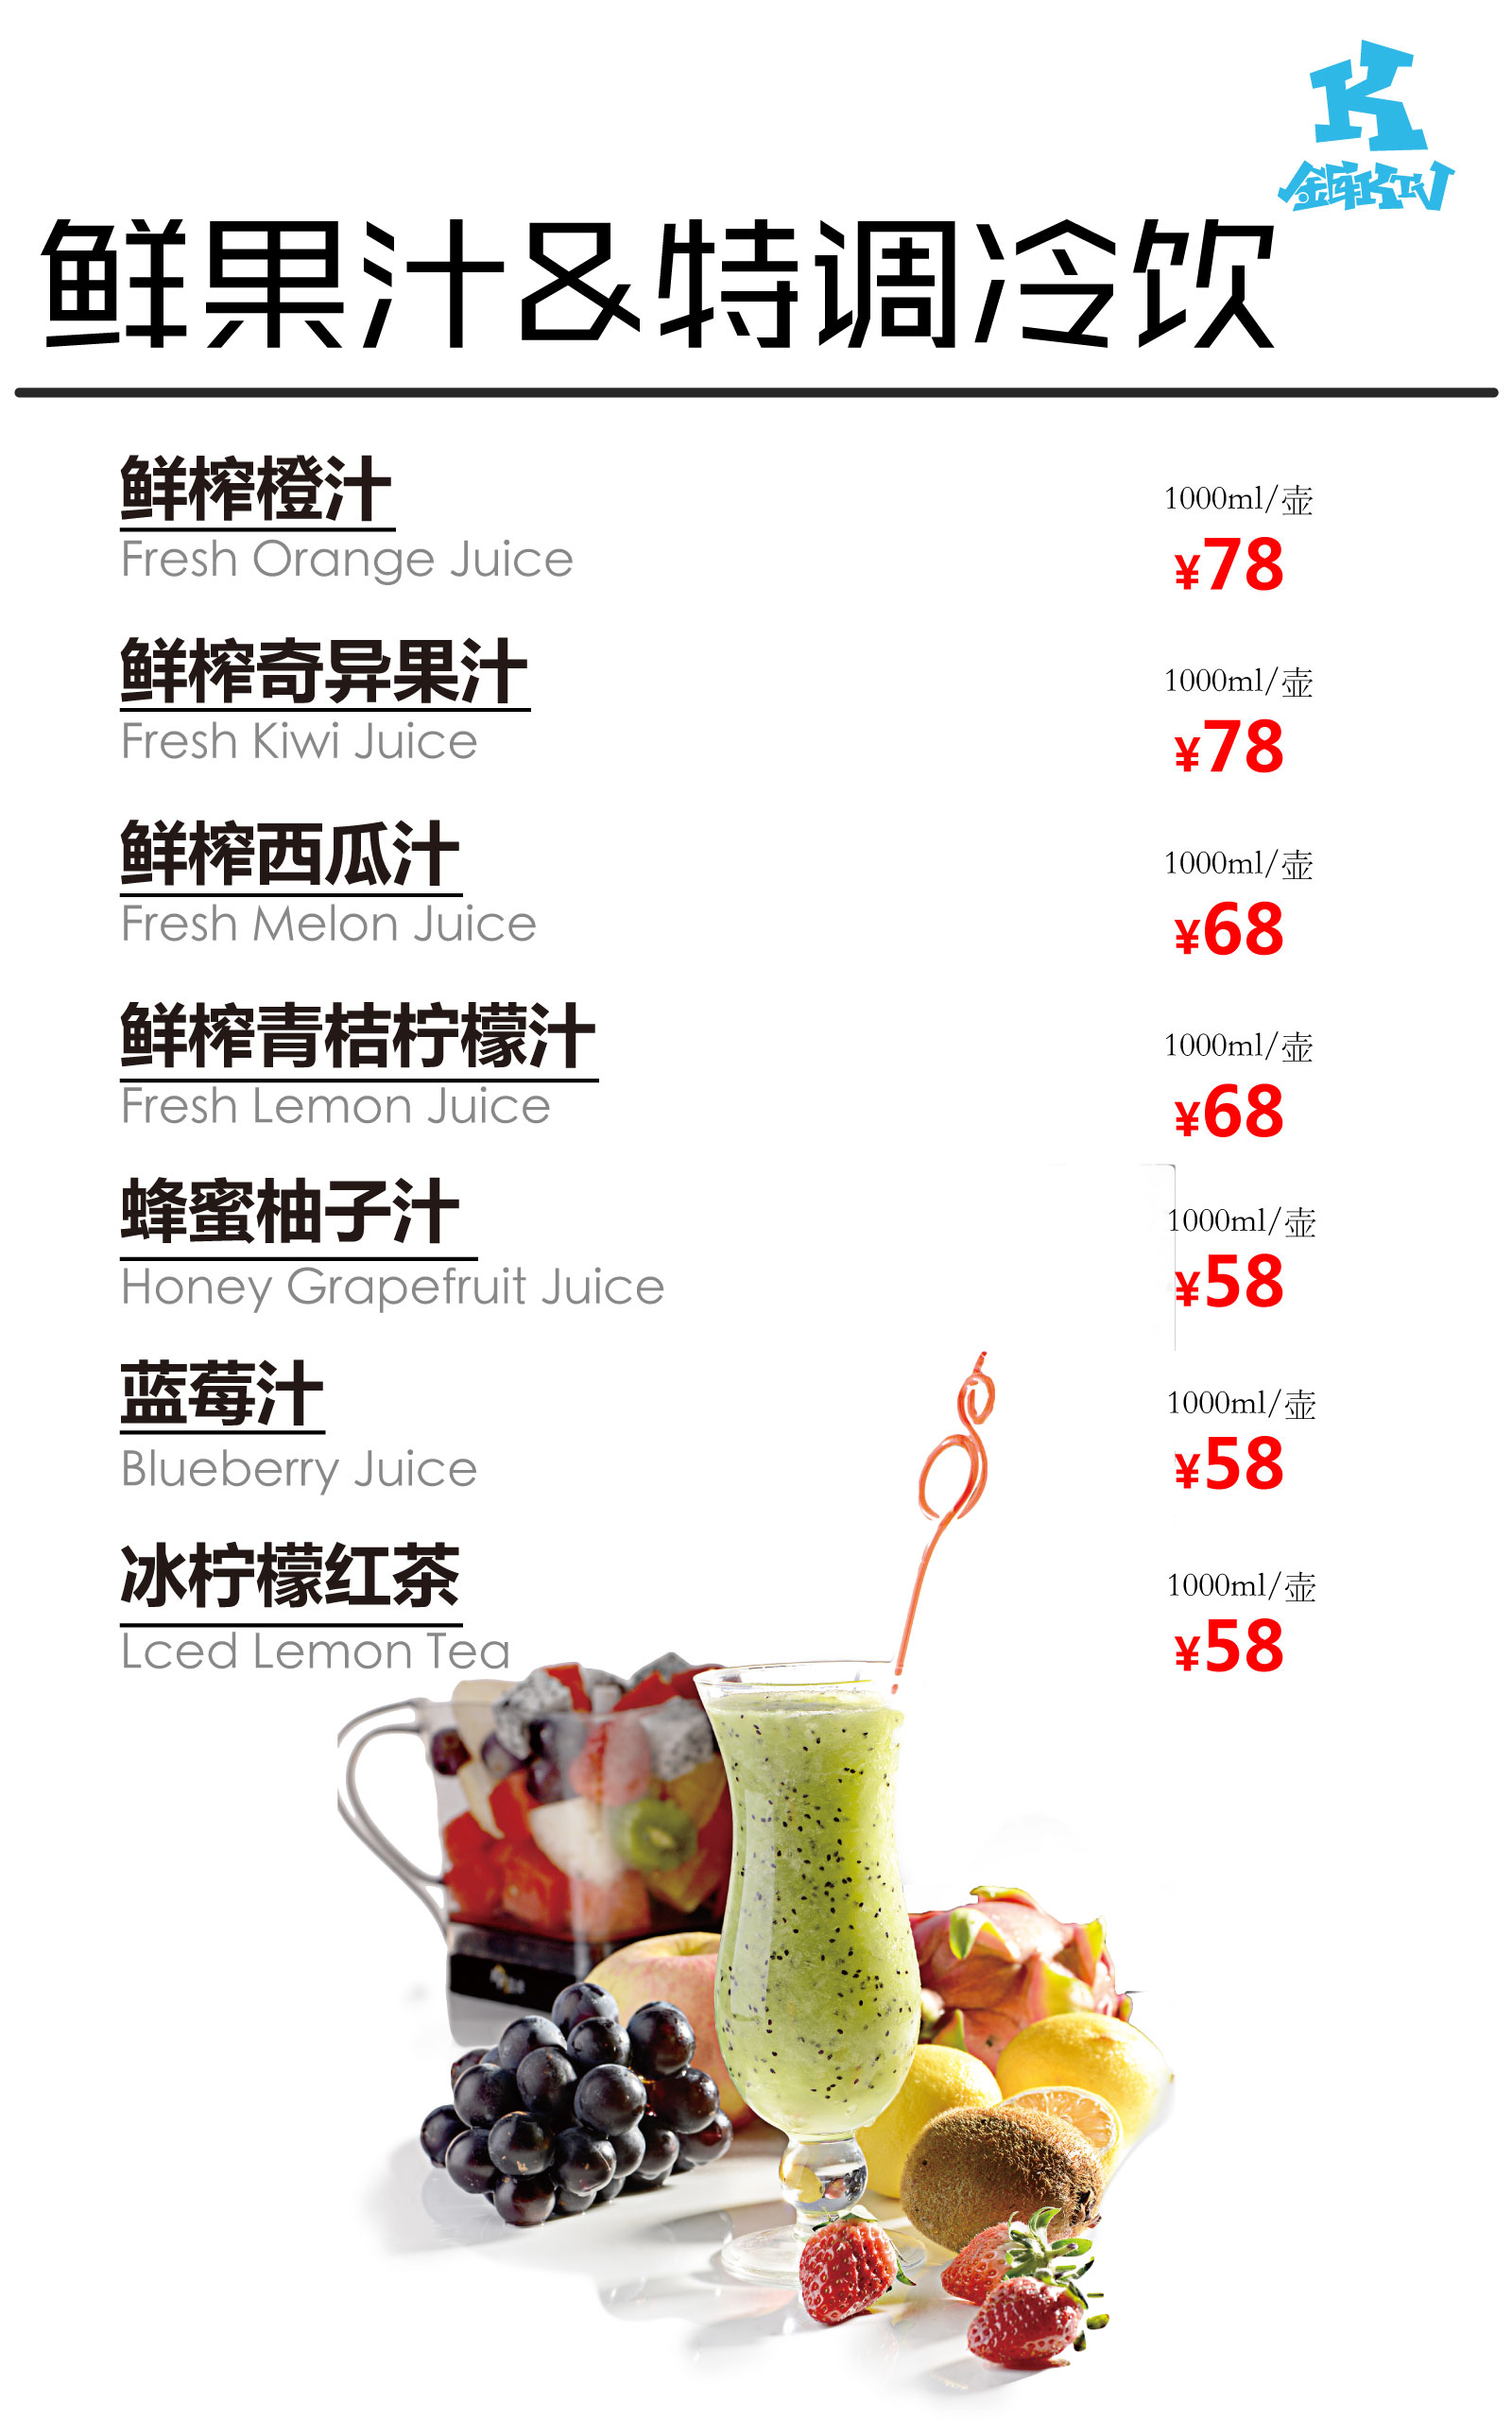 K
金库KTV
鲜果汁&特调冷饮
鲜榨橙汁
Fresh Orange Juice
1000ml/壶
¥78
鲜榨奇异果汁
Fresh Kiwi Juice
1000ml/壶
¥78
鲜榨西瓜汁
Fresh Melon Juice
1000ml/壶
¥68
鲜榨青桔柠檬汁
Fresh Lemon Juice
1000ml/壶
¥68
蜂蜜柚子汁
Honey Grapefruit Juice
1000ml/壶
¥58
蓝莓汁
Blueberry Juice
1000ml/壶
¥58
冰柠檬红茶
Lced Lemon Tea
1000ml/壶
¥58